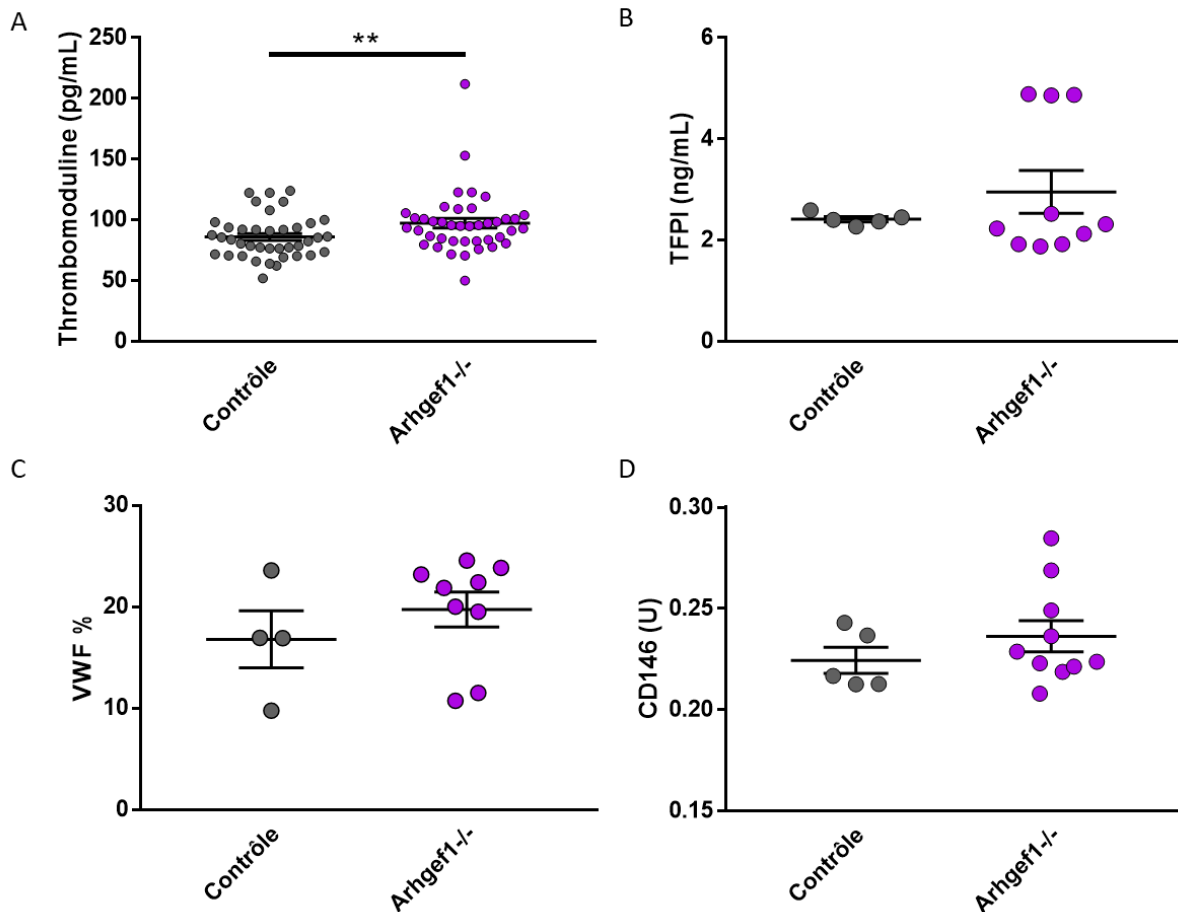 A
Thrombomoduline (pg/mL)
250
200
150
100
50
0
**
Contrôle
Arhgef1-/-
B
TFPI (ng/mL)
6
4
2
0
Contrôle
Arhgef1-/-
C
VWF %
30
20
10
0
Contrôle
Arhgef1-/-
D
CD146 (U)
0.30
0.25
0.20
0.15
Contrôle
Arhgef1-/-